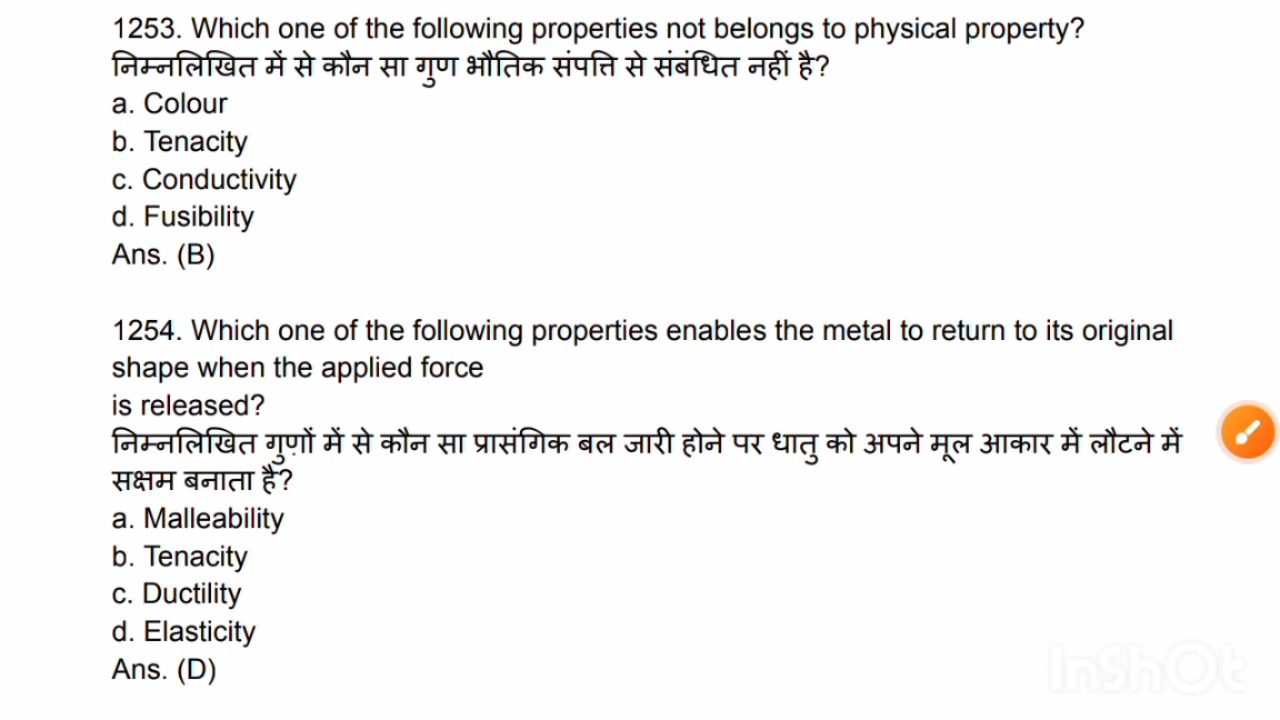 1253. Which one of the following properties not belongs to physical property?
निम्नलिखित में से कौन सा गुण भौतिक संपत्ति से संबंधित नहीं है?
a. Colour
b. Tenacity
c. Conductivity
d. Fusibility
Ans. (B)
1254. Which one of the following properties enables the metal to return to its original
shape when the applied force
is released?
निम्नलिखित गुणों में से कौन सा प्रासंगिक बल जारी होने पर धातु को अपने मूल आकार में लौटने में
सक्षम बनाता है?
a. Malleability
b. Tenacity
c. Ductility
d. Elasticity
Ans. (D)
InShOt